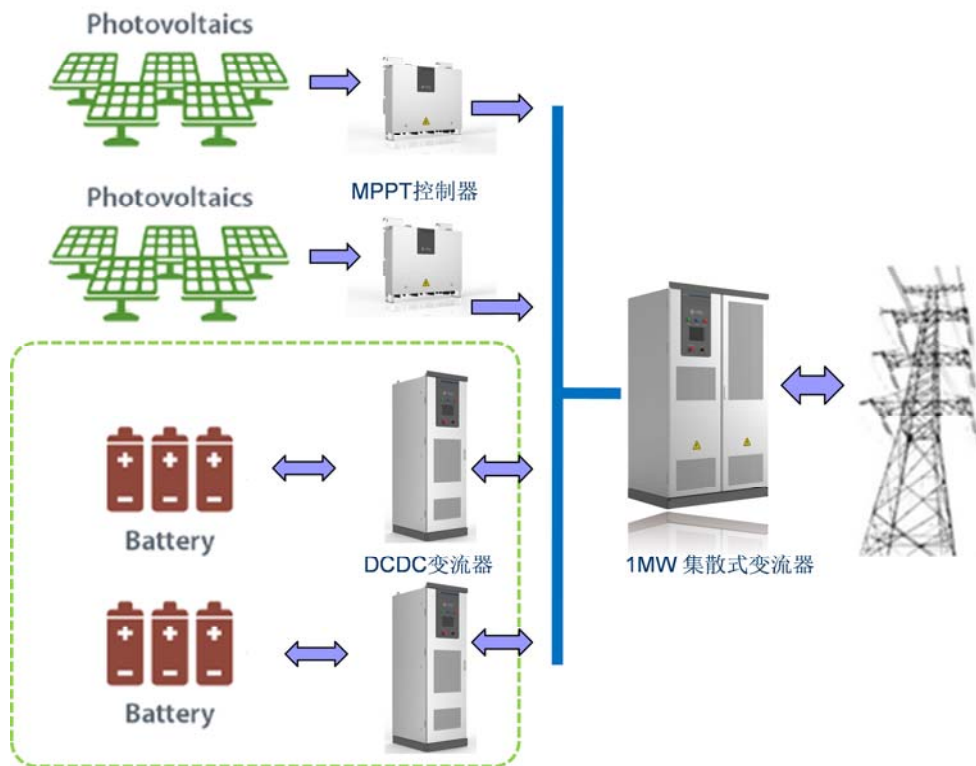 Photovoltaics
MPPT控制器
Photovoltaics
Battery
DCDC变流器
1MW 集散式变流器
Battery